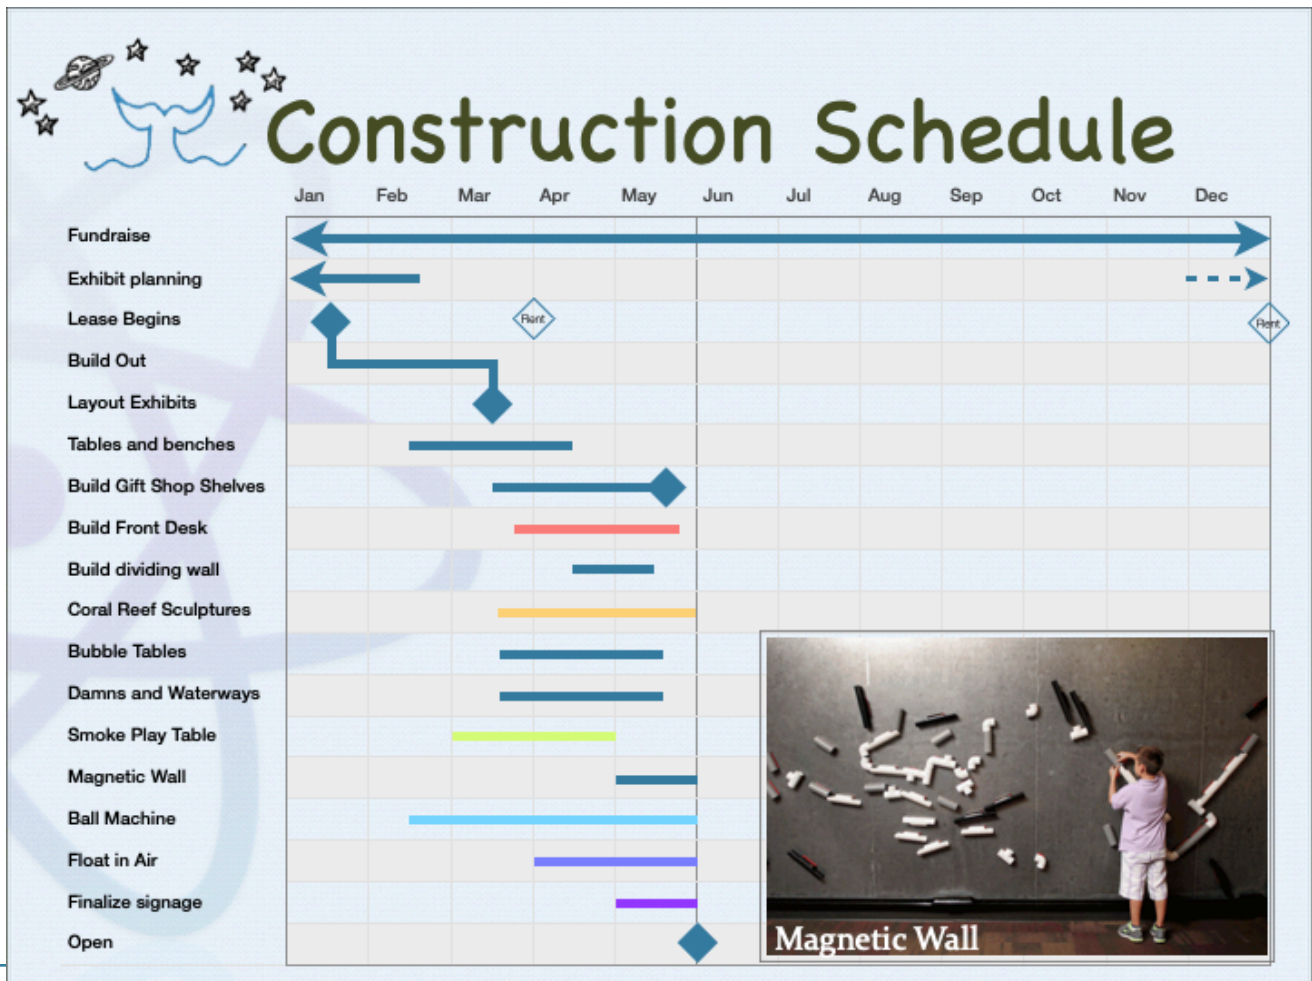 Construction Schedule
Jan Feb Mar Apr May Jun Jul Aug Sep Oct Nov Dec
Fundraise
Exhibit planning
Lease Begins Rent Rent
Build Out
Layout Exhibits
Tables and benches
Build Gift Shop Shelves
Build Front Desk
Build dividing wall
Coral Reef Sculptures
Bubble Tables
Damns and Waterways
Smoke Play Table
Magnetic Wall
Ball Machine
Float in Air
Finalize signage
Open
Magnetic Wall